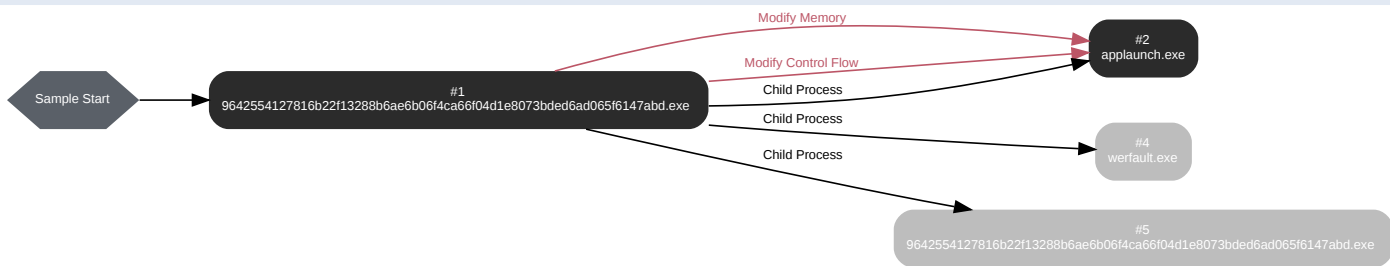 Sample Start
#1
9642554127816b22f13288b6ae6b06f4ca66f04d1e8073bded6ad065f6147abd.exe
Modify Memory
Modify Control Flow
Child Process
Child Process
Child Process
#2
applaunch.exe
#4
werfault.exe
#5
9642554127816b22f13288b6ae6b06f4ca66f04d1e8073bded6ad065f6147abd.exe